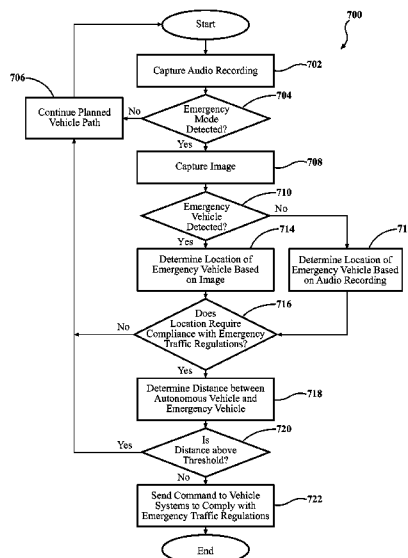 700
Start
Capture Audio Recording
702
706
704
Continue Planned
Vehicle Path
No
Emergency
Mode
Detected?
Yes
Capture Image
708
710
Emergency
Vehicle
Detected?
No
Yes
714
71
Determine Location of
Emergency Vehicle Based
on Image
Determine Location of
Emergency Vehicle Based
on Audio Recording
716
Does
Location Require
Compliance with Emergency
Traffic Regulations?
No
Yes
Determine Distance between
Autonomous Vehicle and
Emergency Vehicle
718
720
Is
Distance above
Threshold?
Yes
No
Send Command to Vehicle
Systems to Comply with
Emergency Traffic Regulations
722
End